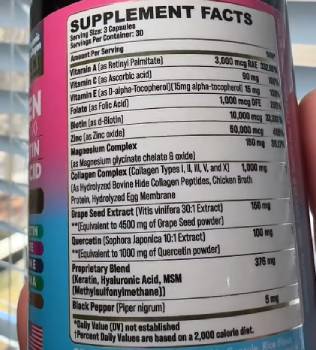 SUPPLEMENT FACTS
Serving Size: 3 Capsules
Servings Per Container: 30
Amount Per Serving
Vitamin A (as Retinyl Palmitate) 3,000 mcg RAE
Vitamin C (as Ascorbic acid) 90 mg 100%
Vitamin E (as D-alpha-Tocopherol)(15mg alpha-tocopherol) 15 mg 100%
Folate (as Folic Acid) 1,000 mcg DFE
Biotin (as d-Biotin) 10,000 mcg
Zinc (as Zinc oxide) 50,000 mcg
Magnesium Complex 150 mg
(as Magnesium glycinate chelate & oxide)
Collagen Complex (Collagen Types I, II, III, V, and X) 1,000 mg
(As Hydrolyzed Bovine Hide Collagen Peptides, Chicken Broth
Protein, Hydrolyzed Egg Membrane
Grape Seed Extract (Vitis vinifera 30:1 Extract) 150 mg
**(Equivalent to 4500 mg of Grape Seed powder)
Quercetin (Sophora Japonica 10:1 Extract) 100 mg
**(Equivalent to 1000 mg of Quercetin powder)
Proprietary Blend 376 mg
(Keratin, Hyaluronic Acid, MSM
(Methylsulfonylmethane))
Black Pepper (Piper nigrum) 5 mg
*Daily Value (DV) not established
†Percent Daily Values are based on a 2,000 calorie diet.